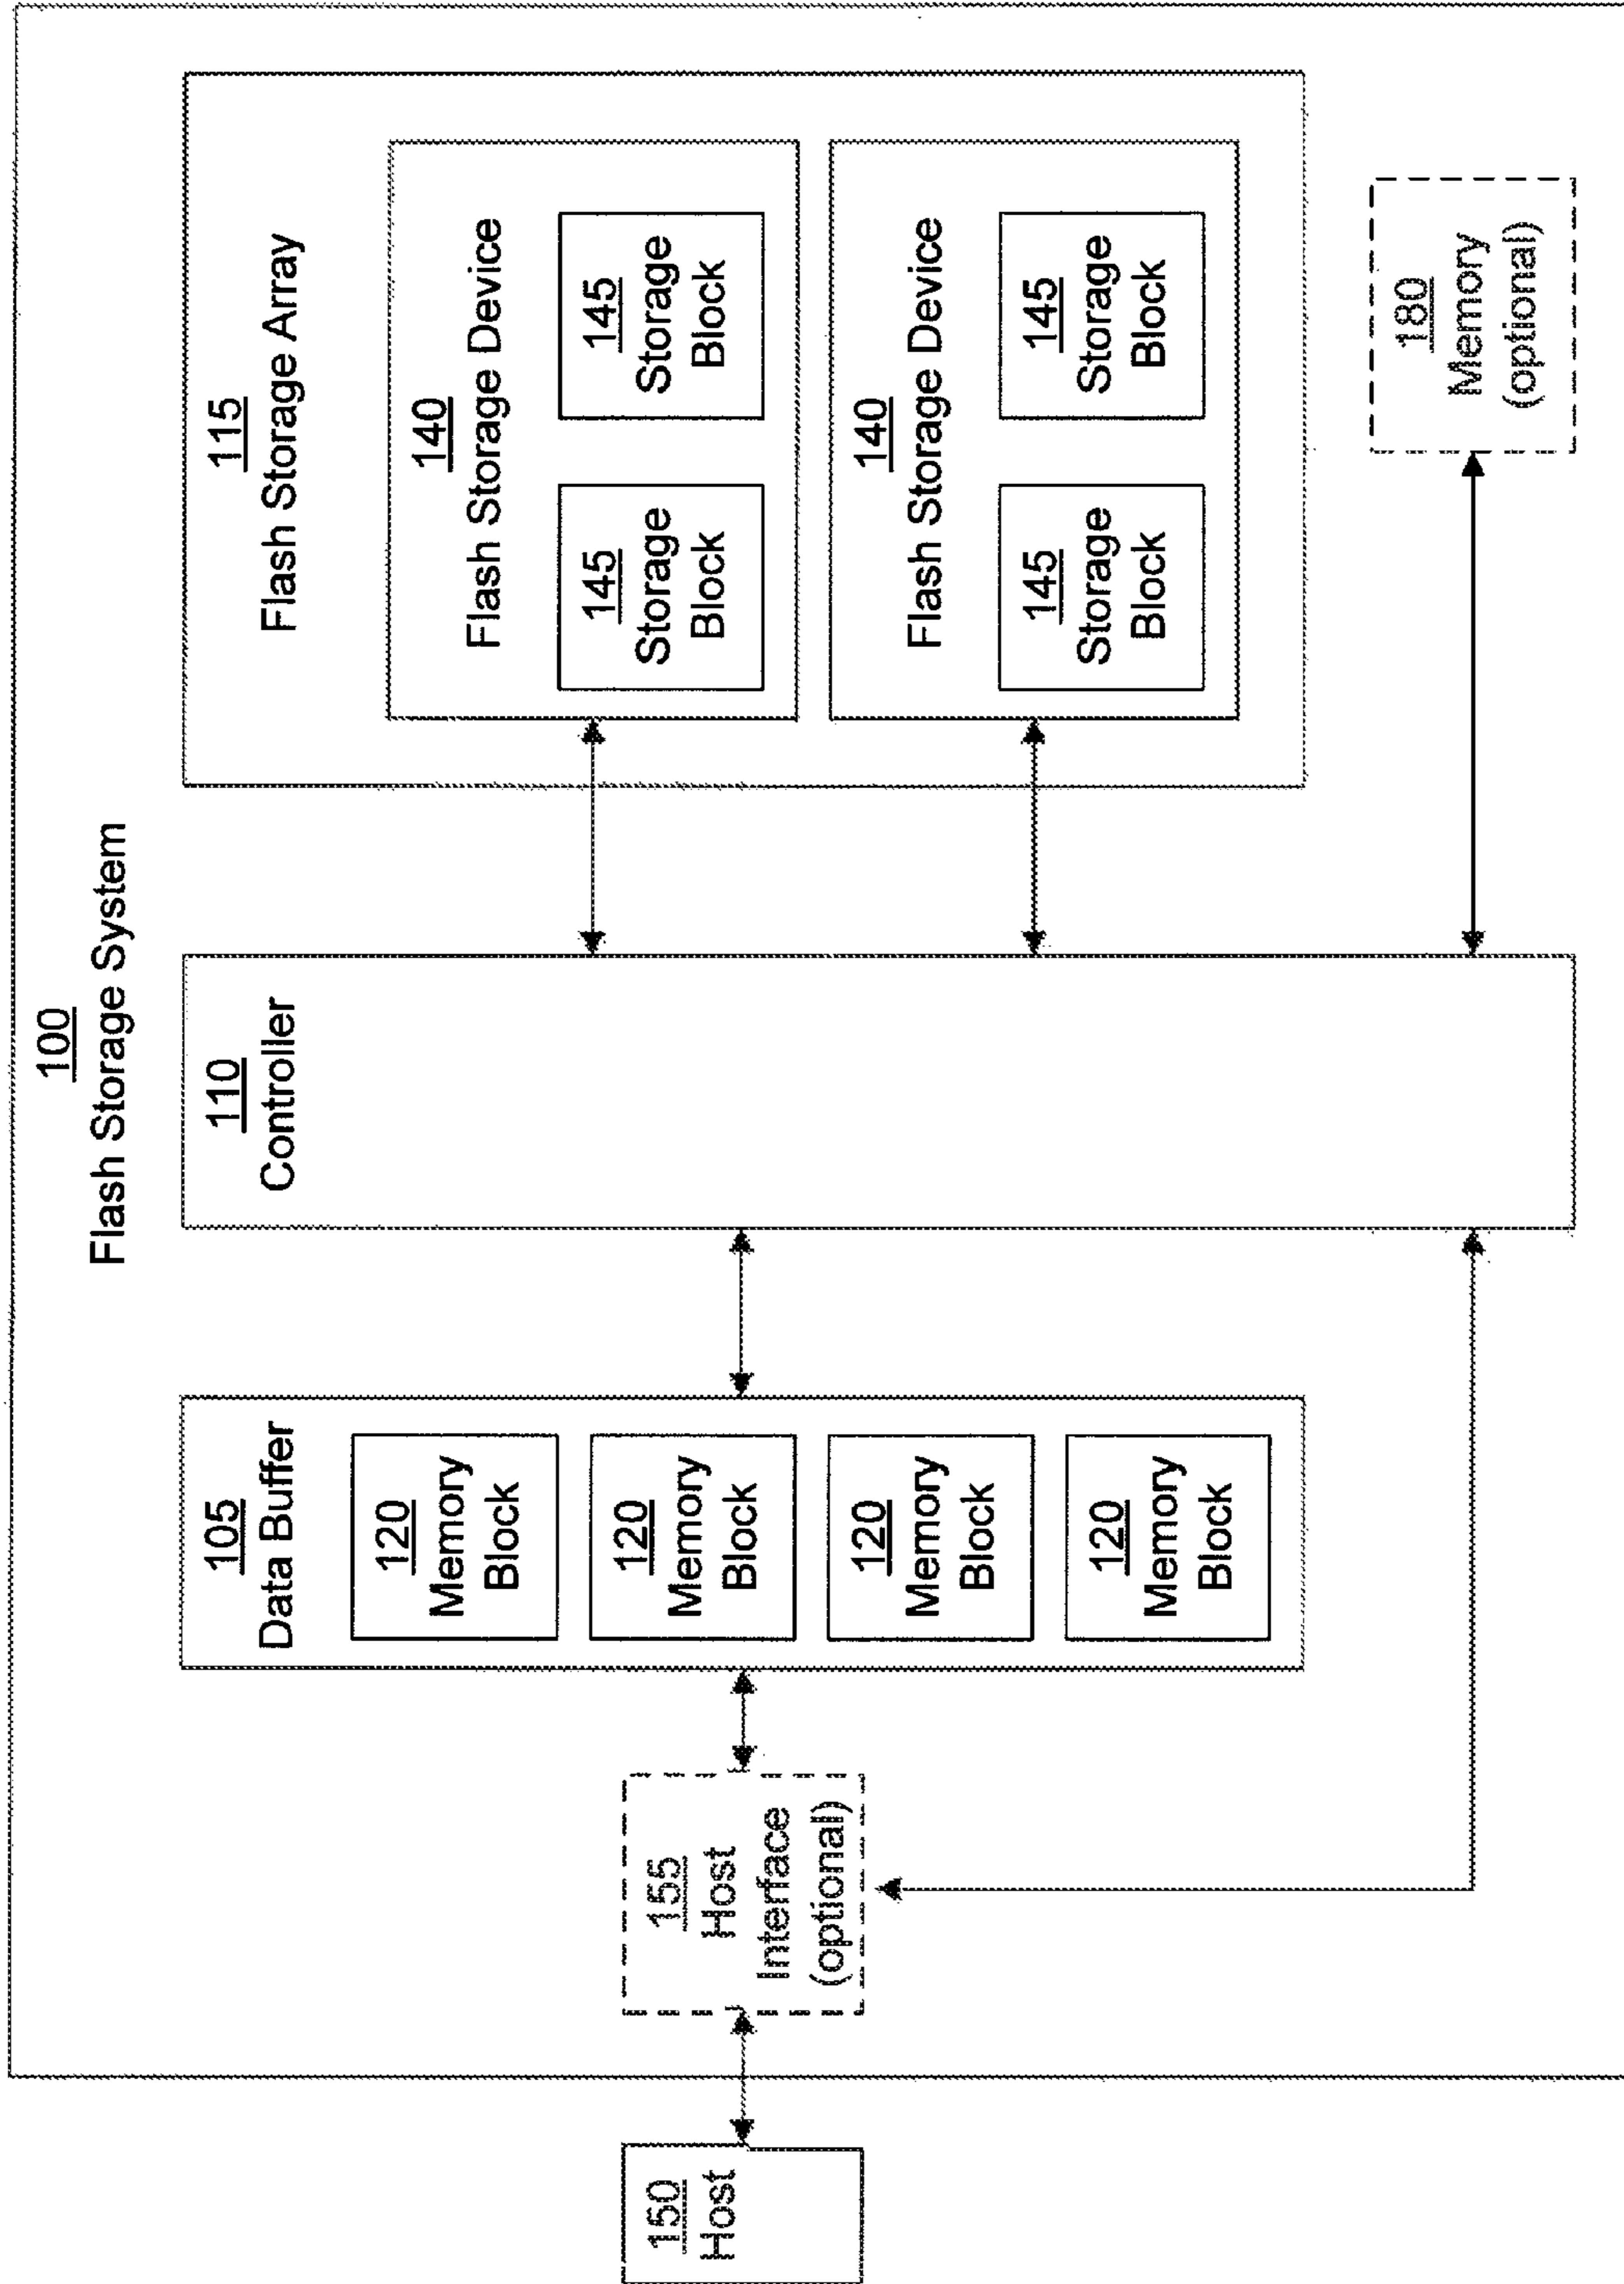 100
Flash Storage System
150
Host
155
Host
Interface
(optional)
105
Data Buffer
120
Memory
Block
120
Memory
Block
120
Memory
Block
120
Memory
Block
110
Controller
115
Flash Storage Array
140
Flash Storage Device
145
Storage
Block
145
Storage
Block
140
Flash Storage Device
145
Storage
Block
145
Storage
Block
180
Memory
(optional)